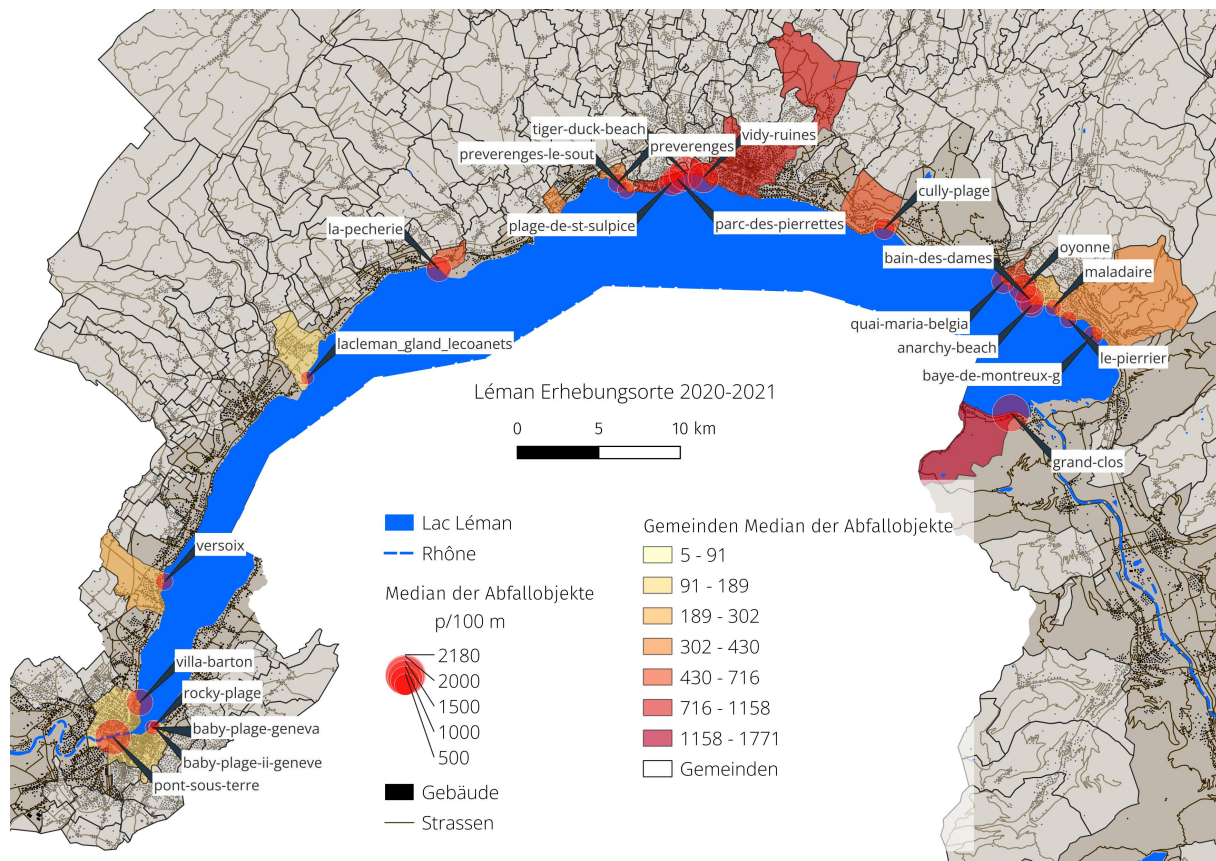 tiger-duck-beach
preverenges
vidy-ruines
preverenges-le-sout
cully-plage
plage-de-st-sulpice
parc-des-pierrettes
la-pecherie
oyonne
bain-des-dames
maladaire
quai-maria-belgia
lacleman_gland_lecoanets
anarchy-beach
le-pierrier
baye-de-montreux-g
Léman Erhebungsorte 2020-2021
0 5 10 km
grand-clos
Lac Léman
Rhône
Median der Abfallobjekte
p/100 m
2180
2000
1500
1000
500
Gebäude
Strassen
Gemeinden Median der Abfallobjekte
5 - 91
91 - 189
189 - 302
302 - 430
430 - 716
716 - 1158
1158 - 1771
Gemeinden
versoix
villa-barton
rocky-plage
baby-plage-geneva
baby-plage-ii-geneve
pont-sous-terre